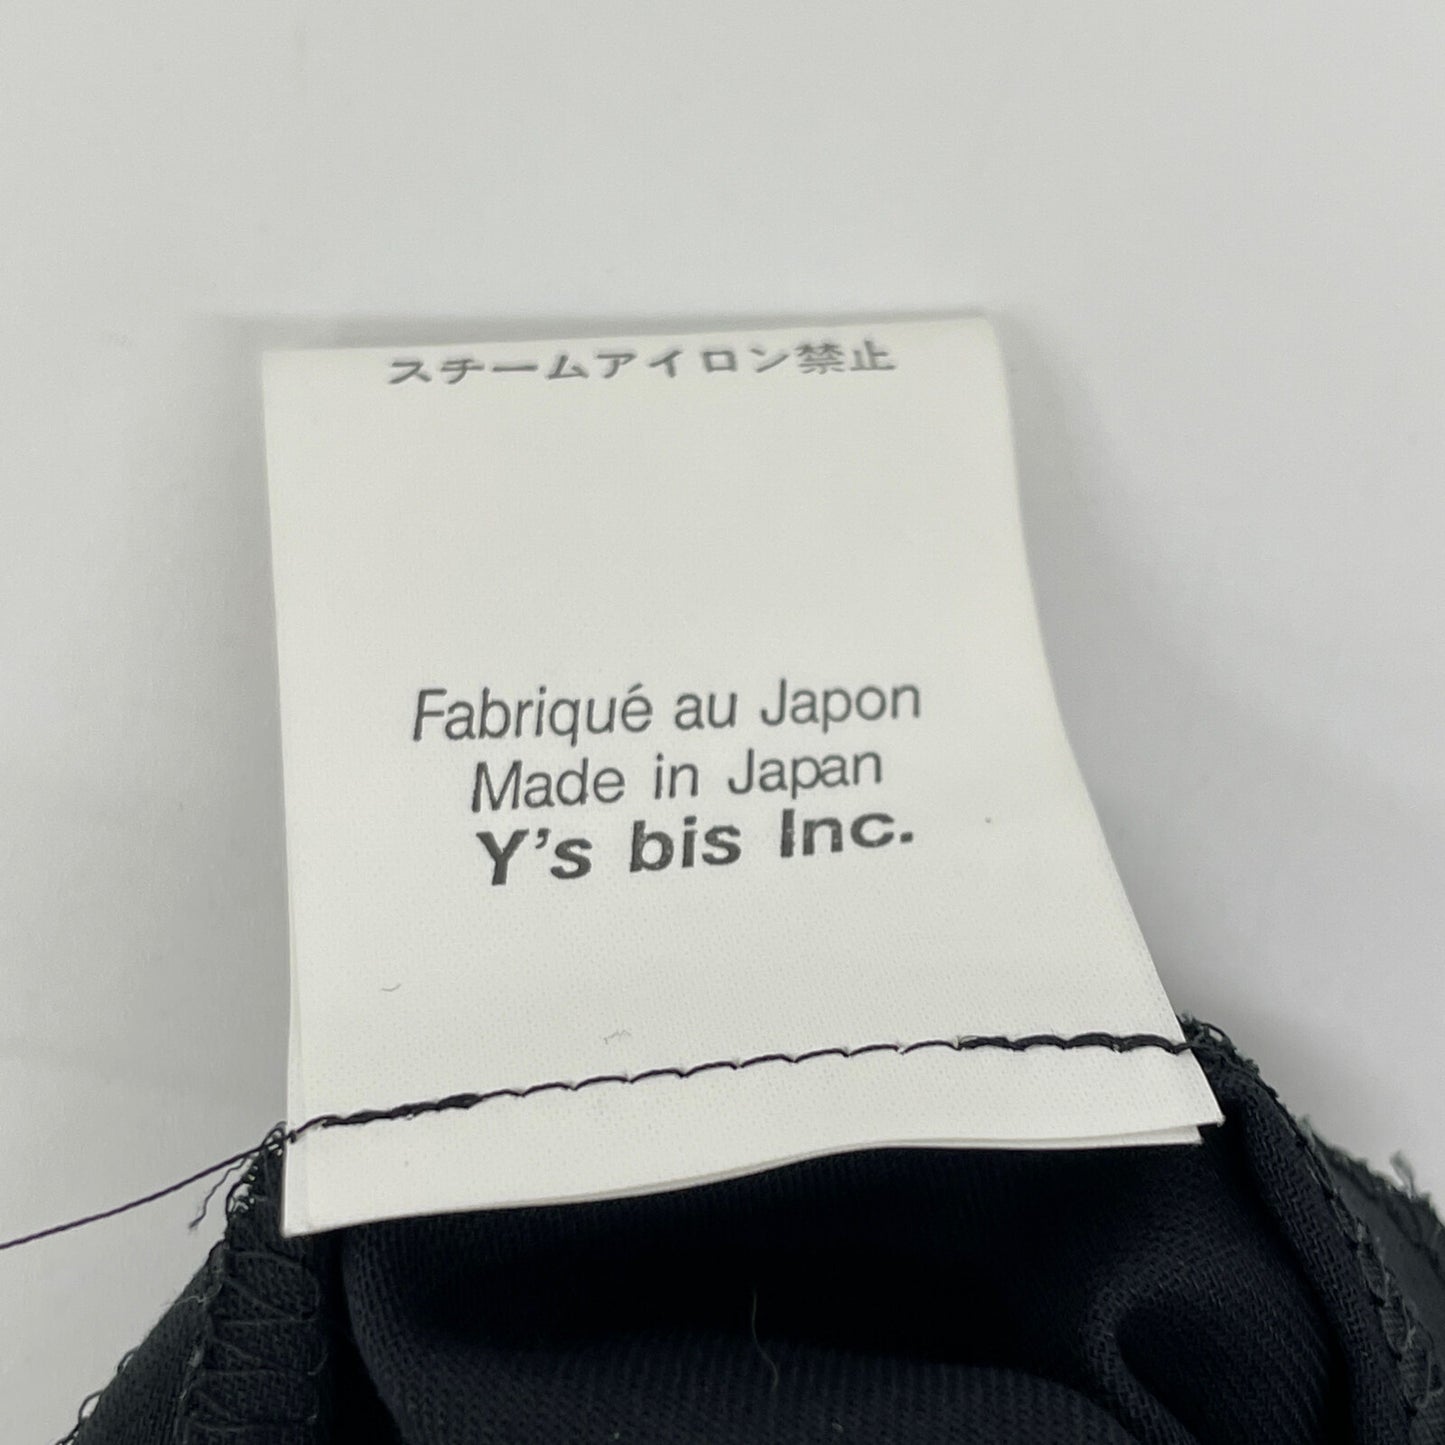 スチームアイロン禁止
Fabriqué au Japon
Made in Japan
Y's bis Inc.